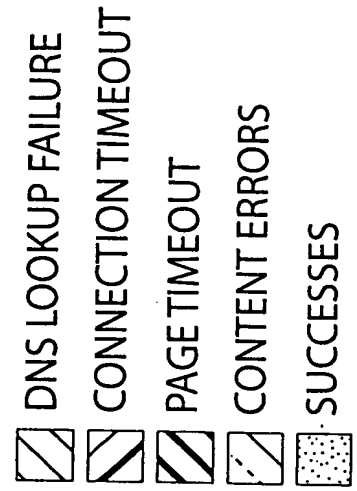 DNS LOOKUP FAILURE
CONNECTION TIMEOUT
PAGE TIMEOUT
CONTENT ERRORS
SUCCESSES